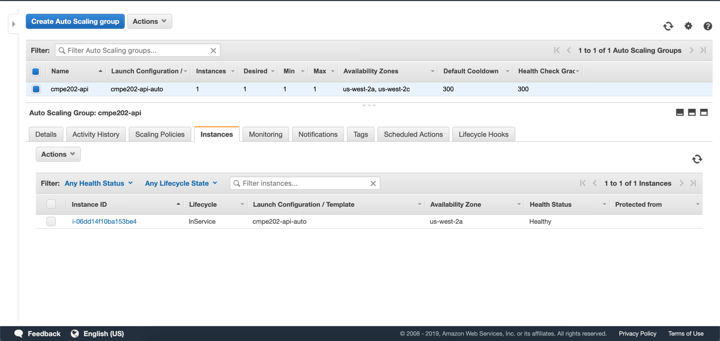 Create Auto Scaling group Actions
Filter: Filter Auto Scaling groups... 1 to 1 of 1 Auto Scaling Groups
Name Launch Configuration / Instances Desired Min Max Availability Zones Default Cooldown Health Check Grac
cmpe202-api cmpe202-api-auto 1 1 1 1 us-west-2a, us-west-2c 300 300
Auto Scaling Group: cmpe202-api
Details Activity History Scaling Policies Instances Monitoring Notifications Tags Scheduled Actions Lifecycle Hooks
Actions
Filter: Any Health Status Any Lifecycle State Filter instances... 1 to 1 of 1 Instances
Instance ID Lifecycle Launch Configuration / Template Availability Zone Health Status Protected from
i-06dd14f10ba153be4 InService cmpe202-api-auto us-west-2a Healthy
Feedback English (US) © 2008 - 2019, Amazon Web Services, Inc. or its affiliates. All rights reserved. Privacy Policy Terms of Use